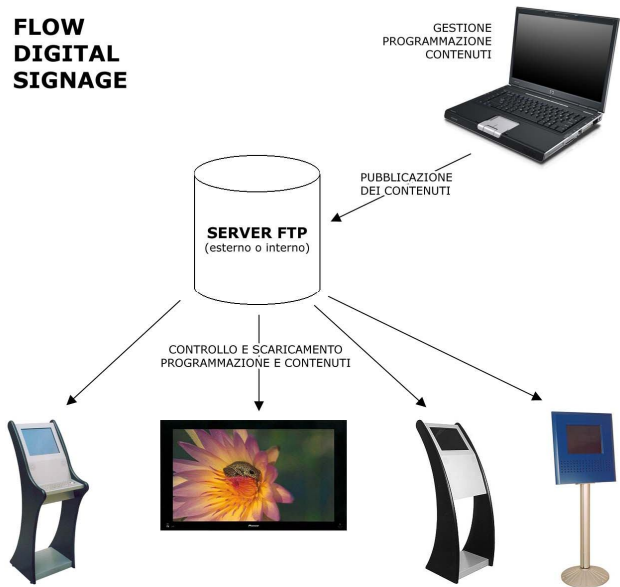 FLOW
DIGITAL
SIGNAGE
GESTIONE
PROGRAMMAZIONE
CONTENUTI
PUBBLICAZIONE
DEI CONTENUTI
SERVER FTP
(esterno o interno)
CONTROLLO E SCARICAMENTO
PROGRAMMAZIONE E CONTENUTI